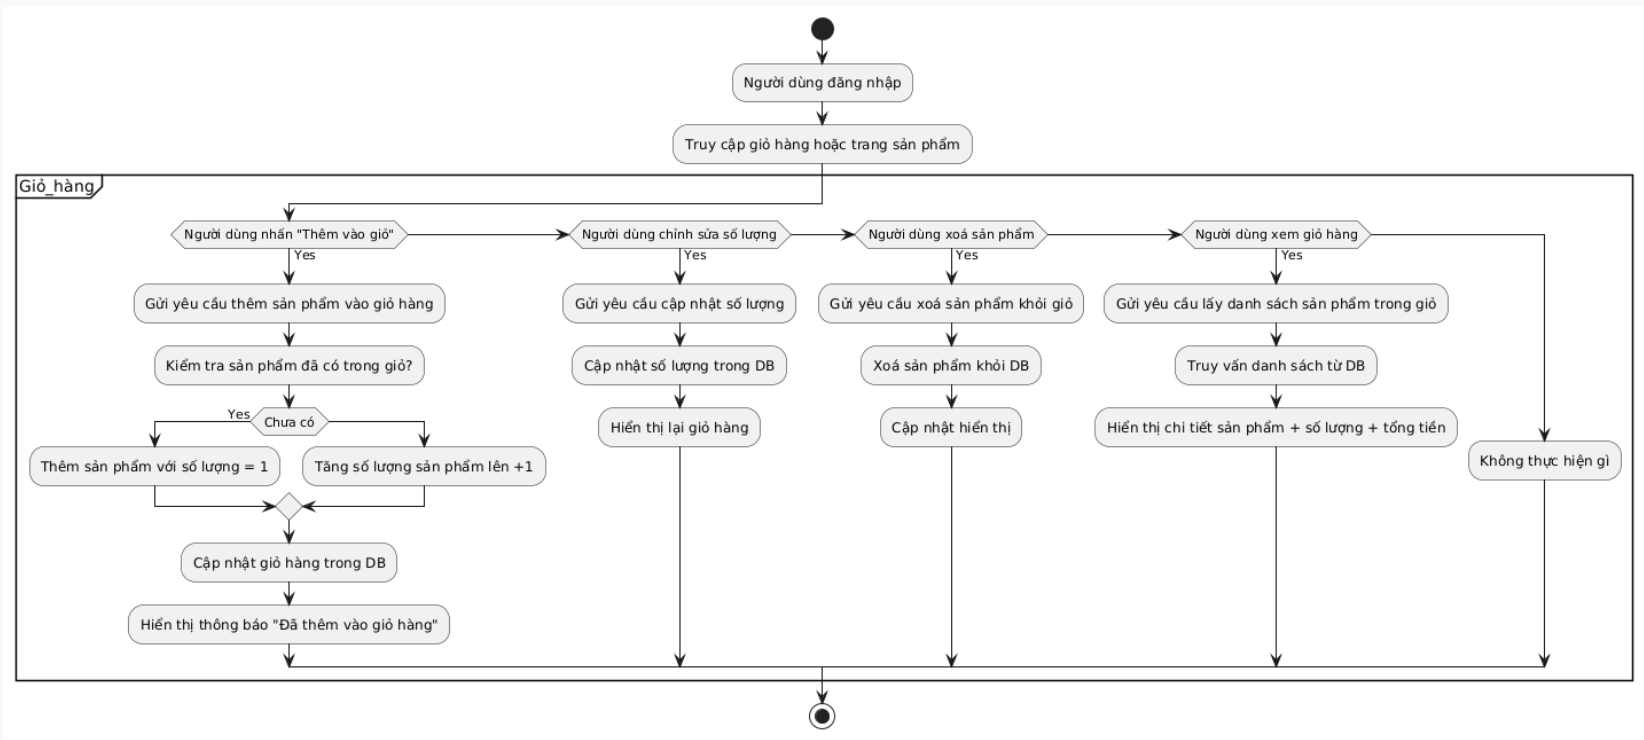 Người dùng đăng nhập
Truy cập giỏ hàng hoặc trang sản phẩm
Giỏ_hàng
Người dùng nhấn "Thêm vào giỏ"
Người dùng chỉnh sửa số lượng
Người dùng xoá sản phẩm
Người dùng xem giỏ hàng
Yes
Yes
Yes
Yes
Gửi yêu cầu thêm sản phẩm vào giỏ hàng
Gửi yêu cầu cập nhật số lượng
Gửi yêu cầu xoá sản phẩm khỏi giỏ
Gửi yêu cầu lấy danh sách sản phẩm trong giỏ
Kiểm tra sản phẩm đã có trong giỏ?
Cập nhật số lượng trong DB
Xoá sản phẩm khỏi DB
Truy vấn danh sách từ DB
Yes
Chưa có
Hiển thị lại giỏ hàng
Cập nhật hiển thị
Hiển thị chi tiết sản phẩm + số lượng + tổng tiền
Thêm sản phẩm với số lượng = 1
Tăng số lượng sản phẩm lên +1
Không thực hiện gì
Cập nhật giỏ hàng trong DB
Hiển thị thông báo "Đã thêm vào giỏ hàng"